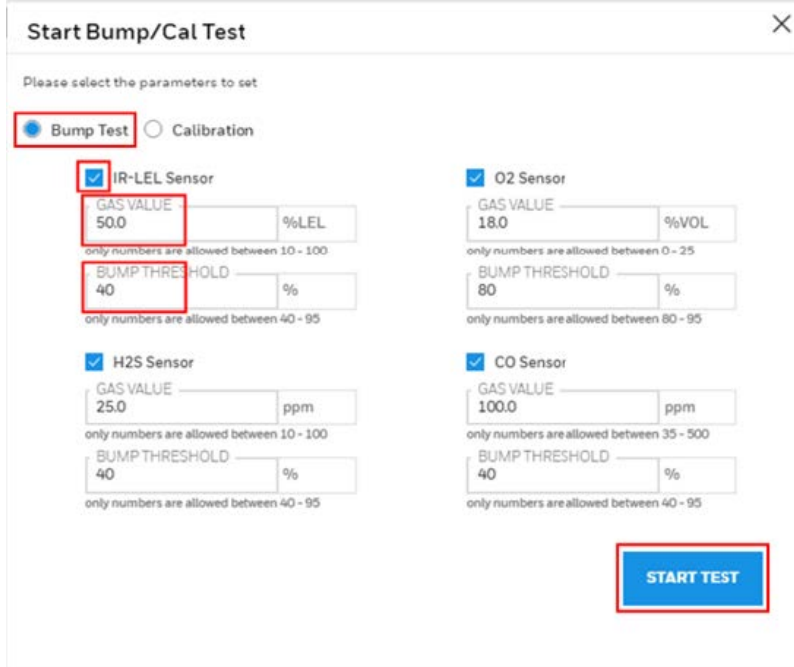 Start Bump/Cal Test
Please select the parameters to set
Bump Test Calibration
IR-LEL Sensor
GAS VALUE
50.0 %LEL
only numbers are allowed between 10 - 100
BUMP THRESHOLD
40 %
only numbers are allowed between 40 - 95
O2 Sensor
GAS VALUE
18.0 %VOL
only numbers are allowed between 0 - 25
BUMP THRESHOLD
80 %
only numbers are allowed between 80 - 95
H2S Sensor
GAS VALUE
25.0 ppm
only numbers are allowed between 10 - 100
BUMP THRESHOLD
40 %
only numbers are allowed between 40 - 95
CO Sensor
GAS VALUE
100.0 ppm
only numbers are allowed between 35 - 500
BUMP THRESHOLD
40 %
only numbers are allowed between 40 - 95
START TEST